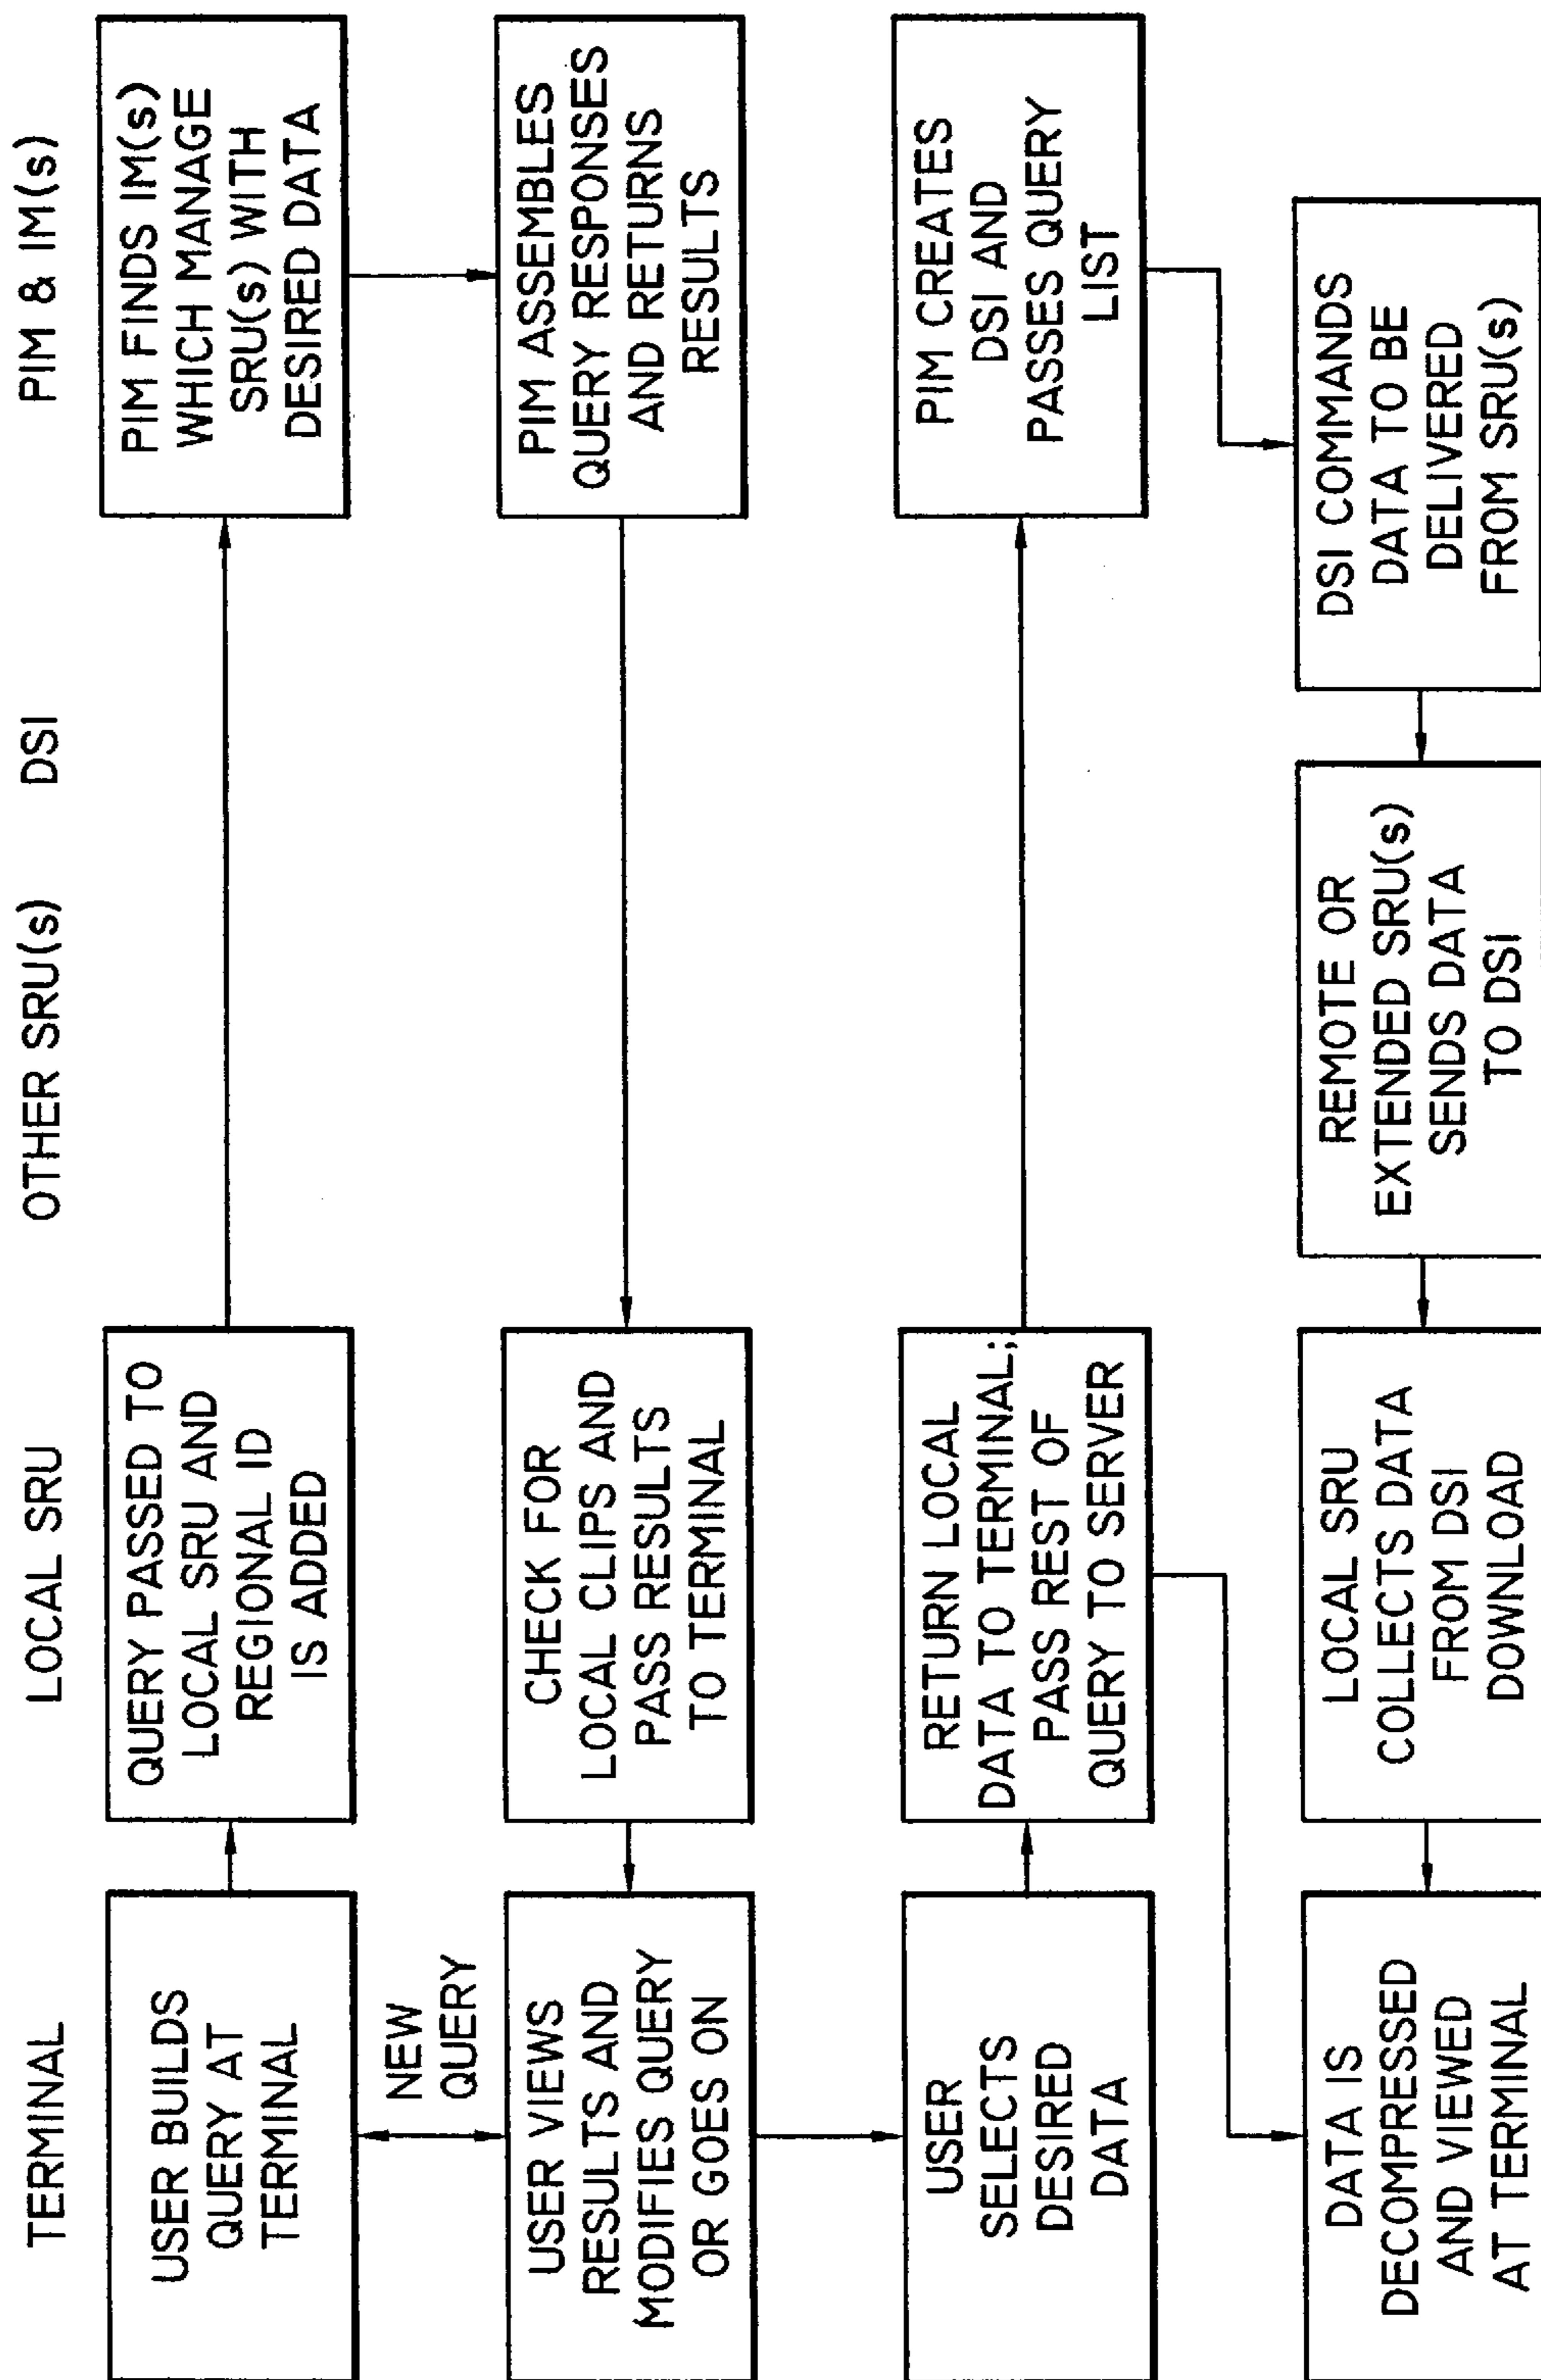 TERMINAL
LOCAL SRU
OTHER SRU(s)
DSI
PIM & IM(s)
USER BUILDS
QUERY AT
TERMINAL
QUERY PASSED TO
LOCAL SRU AND
REGIONAL ID
IS ADDED
PIM FINDS IM(s)
WHICH MANAGE
SRU(s) WITH
DESIRED DATA
NEW
QUERY
USER VIEWS
RESULTS AND
MODIFIES QUERY
OR GOES ON
CHECK FOR
LOCAL CLIPS AND
PASS RESULTS
TO TERMINAL
PIM ASSEMBLES
QUERY RESPONSES
AND RETURNS
RESULTS
USER
SELECTS
DESIRED
DATA
RETURN LOCAL
DATA TO TERMINAL;
PASS REST OF
QUERY TO SERVER
PIM CREATES
DSI AND
PASSES QUERY
LIST
DATA IS
DECOMPRESSED
AND VIEWED
AT TERMINAL
LOCAL SRU
COLLECTS DATA
FROM DSI
DOWNLOAD
REMOTE OR
EXTENDED SRU(s)
SENDS DATA
TO DSI
DSI COMMANDS
DATA TO BE
DELIVERED
FROM SRU(s)